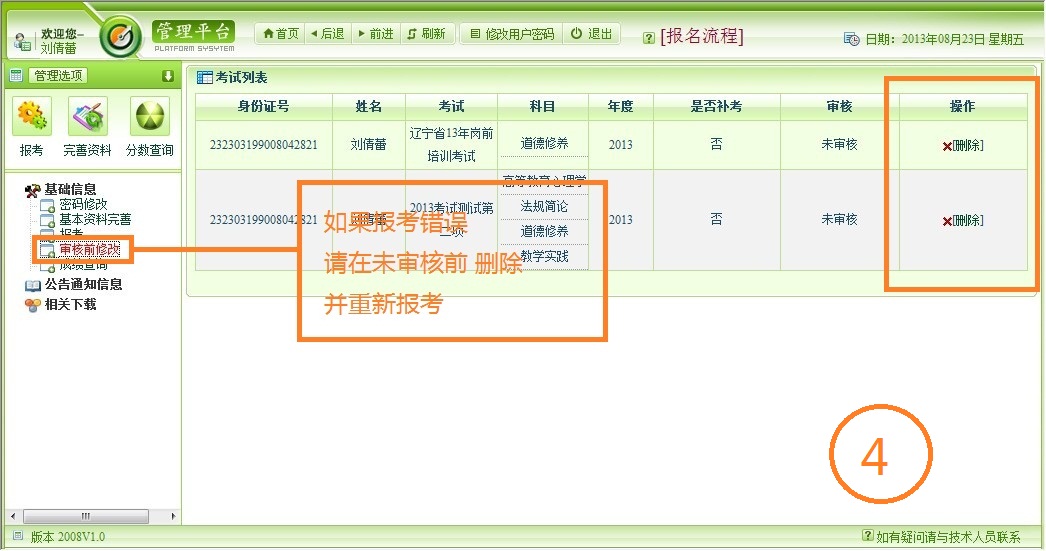 欢迎您–
刘倩蕾
管理平台
PLATFORM SYSYTEM
首页 后退 前进 刷新 修改用户密码 退出
[报名流程]
日期：2013年08月23日 星期五
管理选项
报考 完善资料 分数查询
基础信息
密码修改
基本资料完善
报考
审核前修改
成绩查询
公告通知信息
相关下载
考试列表
身份证号 姓名 考试 科目 年度 是否补考 审核 操作
232303199008042821 刘倩蕾 辽宁省13年岗前培训考试 道德修养 2013 否 未审核 [删除]
232303199008042821 刘倩蕾 2013考试测试第二项 高等教育心理学 2013 否 未审核 [删除]
法规简论
道德修养
教学实践
如果报考错误
请在未审核前 删除
并重新报考
4
版本 2008V1.0
如有疑问请与技术人员联系